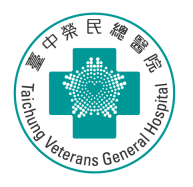 臺中榮民總醫院
Taichung Veterans General Hospital